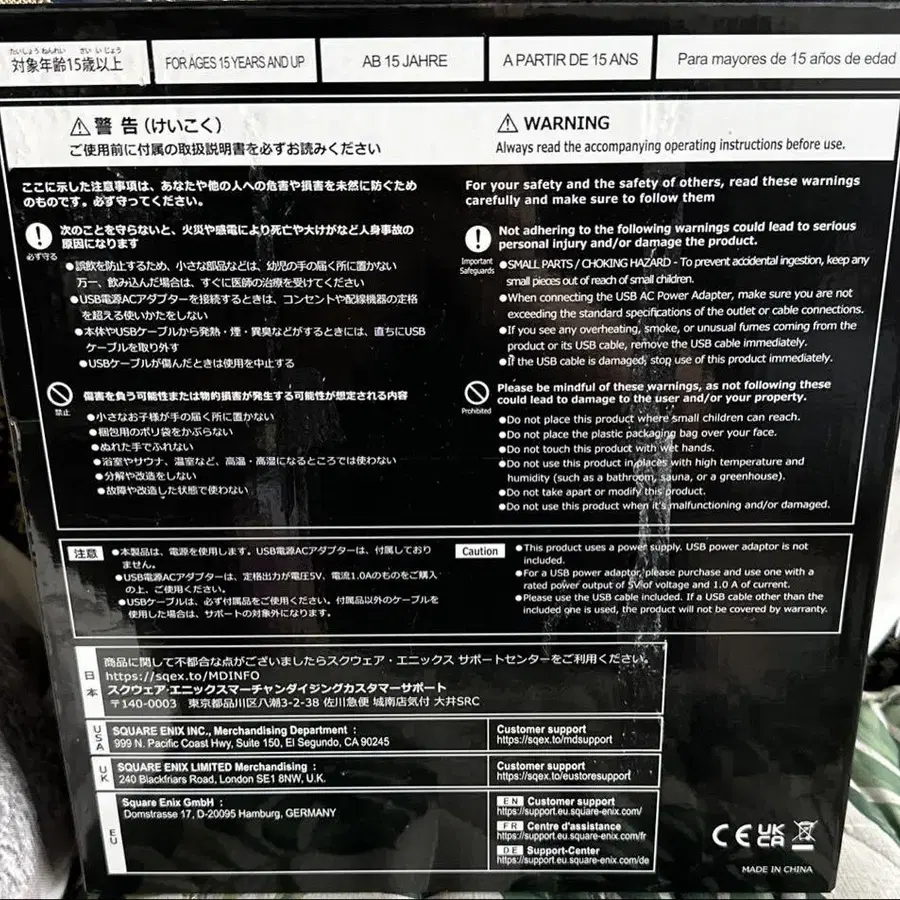 たいしょうねんれい さいいじょう
対象年齢15歳以上
FOR AGES 15 YEARS AND UP
AB 15 JAHRE
A PARTIR DE 15 ANS
Para mayores de 15 años de edad
⚠警告(けいこく)
ご使用前に付属の取扱説明書を必ずお読みください
ここに示した注意事項は、あなたや他の人への危害や損害を未然に防ぐため
のものです。必ず守ってください。
次のことを守らないと、火災や感電により死亡や大けがなど人身事故の
原因になります
必ず守る
●誤飲を防止するため、小さな部品などは、幼児の手の届く所に置かない
万一、飲み込んだ場合は、すぐに医師の治療を受けてください
●USB電源ACアダプターを接続するときは、コンセントや配線機器の定格
を超える使いかたをしない
●本体やUSBケーブルから発熱・煙・異臭などがするときには、直ちにUSB
ケーブルを取り外す
●USBケーブルが傷んだときは使用を中止する
傷害を負う可能性または物的損害が発生する可能性が想定される内容
禁止
●小さなお子様が手の届く所に置かない
●梱包用のポリ袋をかぶらない
●ぬれた手でふれない
●浴室やサウナ、温室など、高温・高湿になるところでは使わない
●分解や改造をしない
●故障や改造した状態で使わない
⚠ WARNING
Always read the accompanying operating instructions before use.
For your safety and the safety of others, read these warnings
carefully and make sure to follow them
Not adhering to the following warnings could lead to serious
personal injury and/or damage the product.
Important
Safeguards
●SMALL PARTS / CHOKING HAZARD - To prevent accidental ingestion, keep any
small pieces out of reach of small children.
●When connecting the USB AC Power Adapter, make sure you are not
exceeding the standard specifications of the outlet or cable connections.
●If you see any overheating, smoke, or unusual fumes coming from the
product or its USB cable, remove the USB cable immediately.
●If the USB cable is damaged, stop use of this product immediately.
Please be mindful of these warnings, as not following these
could lead to damage to the user and/or your property.
Prohibited
●Do not place this product where small children can reach.
●Do not place the plastic packaging bag over your face.
●Do not touch this product with wet hands.
●Do not use this product in places with high temperature and
humidity (such as a bathroom, sauna, or a greenhouse).
●Do not take apart or modify this product.
●Do not use this product when it's malfunctioning and/or damaged.
注意
●本製品は、電源を使用します。USB電源ACアダプターは、付属しており
ません。
●USB電源ACアダプターは、定格出力が電圧5V、電流1.0Aのものをご購入
の上、ご使用ください。
●USBケーブルは、必ず付属品をご使用ください。付属品以外のケーブルを
使用した場合は、サポートの対象外になります。
Caution
●This product uses a power supply. USB power adaptor is not
included.
●For a USB power adaptor, please purchase and use one with a
rated power output of 5V of voltage and 1.0 A of current.
●Please use the USB cable included. If a USB cable other than the
included one is used, the product will not be covered by warranty.
日本
商品に関して不都合な点がございましたらスクウェア・エニックス サポートセンターをご利用ください。
https://sqex.to/MDINFO
スクウェア・エニックスマーチャンダイジングカスタマーサポート
〒140-0003 東京都品川区八潮3-2-38 佐川急便 城南店気付 大井SRC
USA
SQUARE ENIX INC., Merchandising Department :
999 N. Pacific Coast Hwy, Suite 150, El Segundo, CA 90245
Customer support
https://sqex.to/mdsupport
UK
SQUARE ENIX LIMITED Merchandising :
240 Blackfriars Road, London SE1 8NW, U.K.
Customer support
https://sqex.to/eustoresupport
EU
Square Enix GmbH :
Domstrasse 17, D-20095 Hamburg, GERMANY
EN Customer support
https://support.eu.square-enix.com/
FR Centre d'assistance
https://support.eu.square-enix.com/fr
DE Support-Center
https://support.eu.square-enix.com/de
CE UK CA
MADE IN CHINA